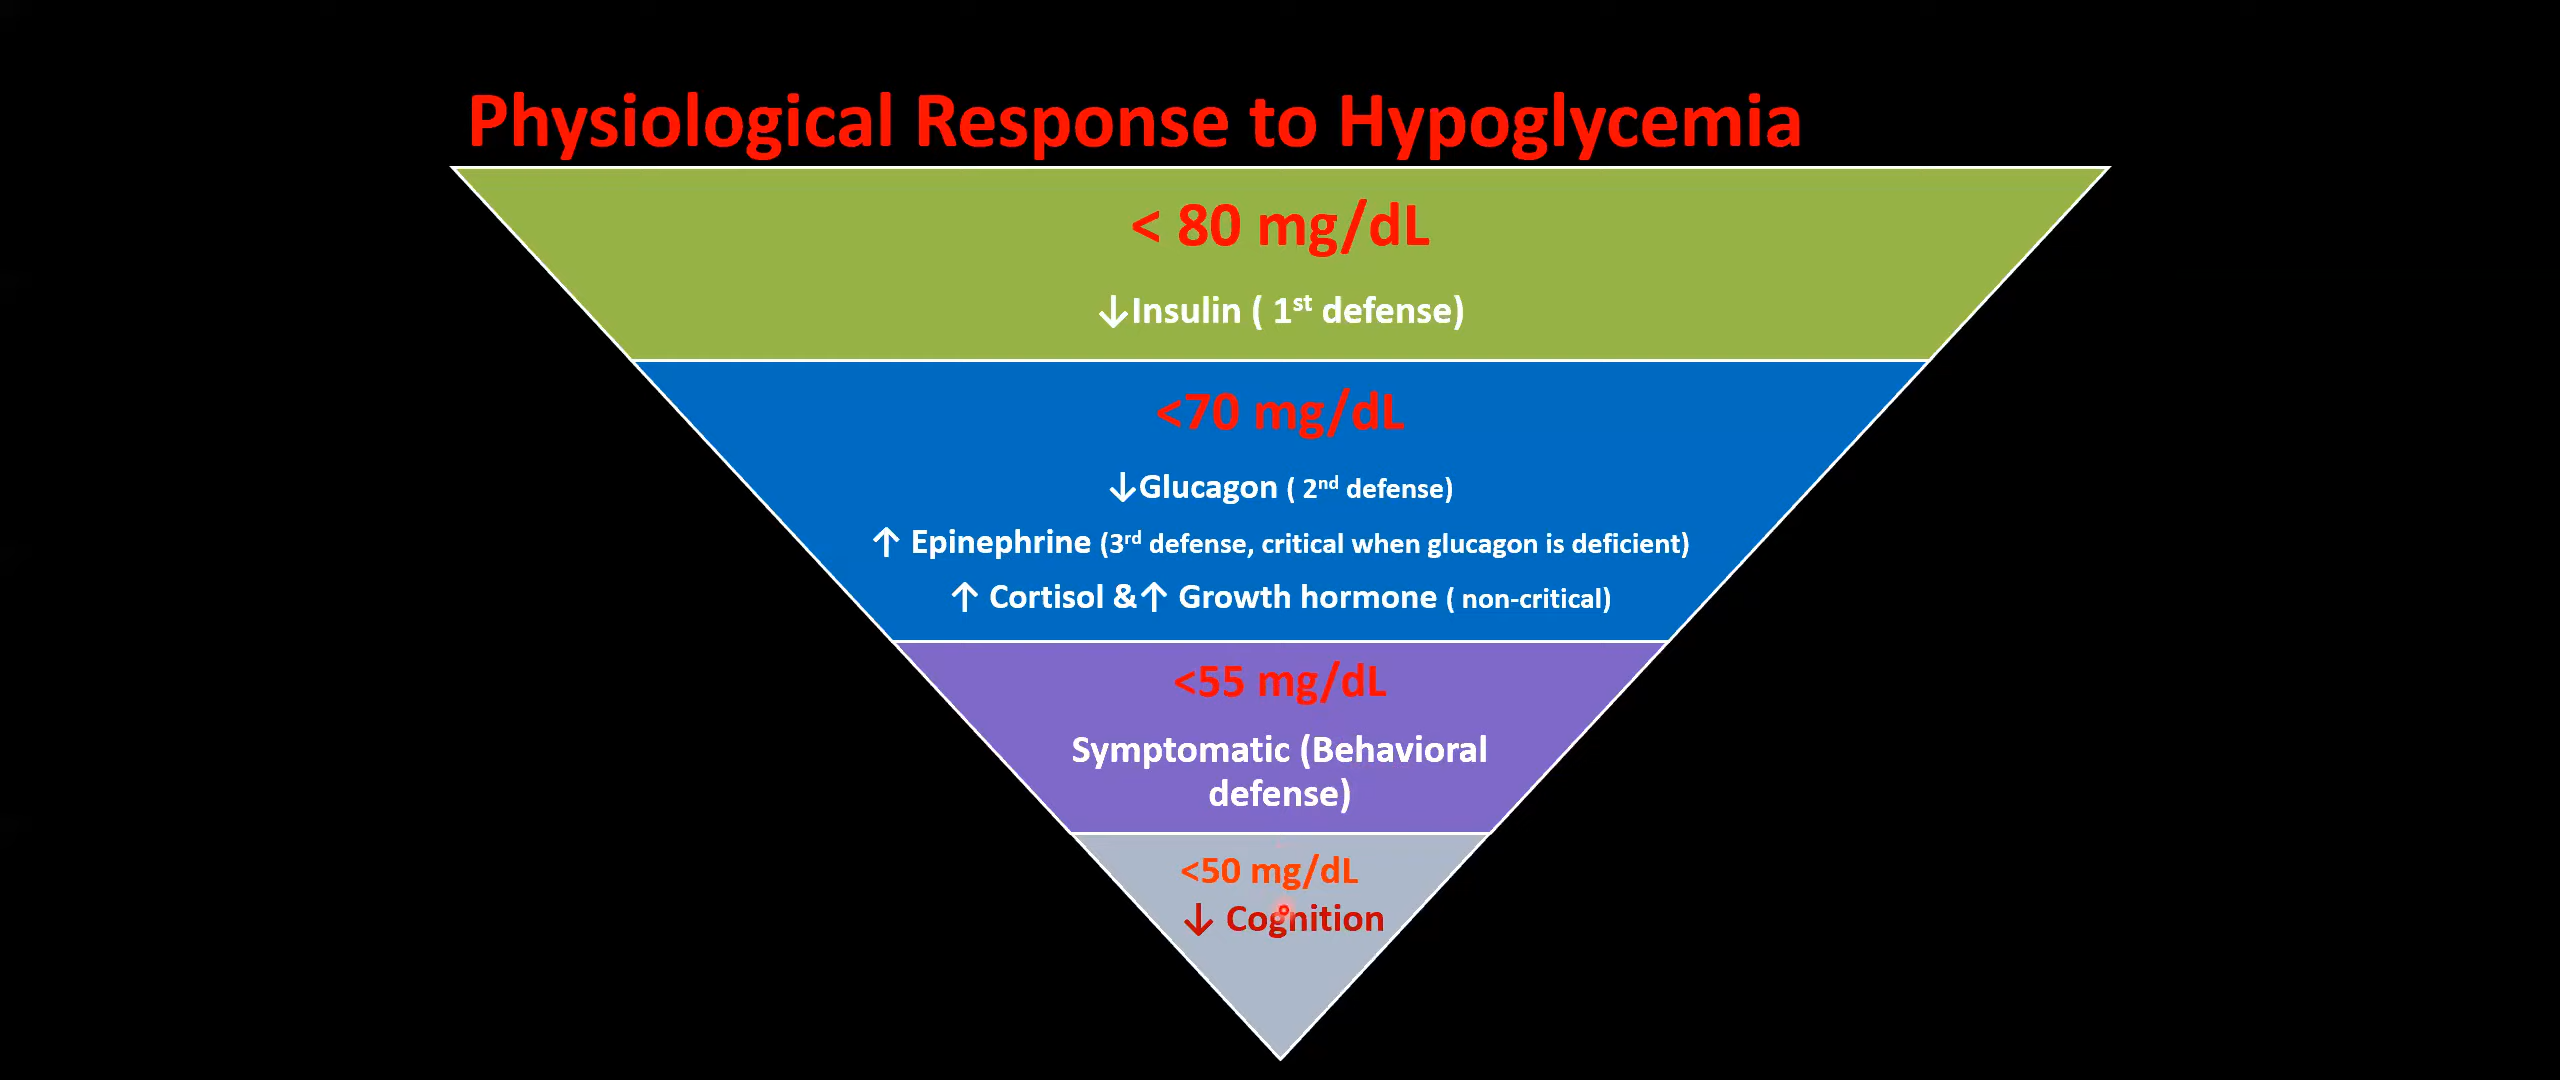 Physiological Response to Hypoglycemia
< 80 mg/dL
↓Insulin ( 1st defense)
<70 mg/dL
↓Glucagon ( 2nd defense)
↑ Epinephrine (3rd defense, critical when glucagon is deficient)
↑ Cortisol &↑ Growth hormone ( non-critical)
<55 mg/dL
Symptomatic (Behavioral
defense)
<50 mg/dL
↓ Cognition